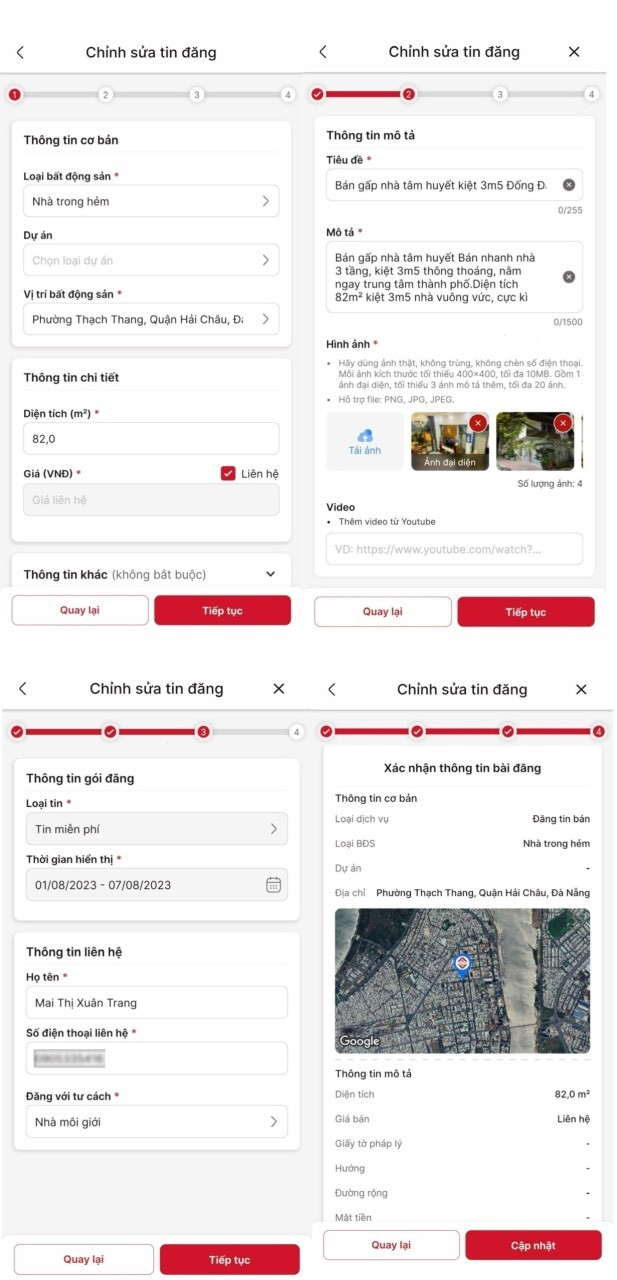 Chỉnh sửa tin đăng
1 2 3 4
Thông tin cơ bản
Loại bất động sản *
Nhà trong hẻm
Dự án
Chọn loại dự án
Vị trí bất động sản *
Phường Thạch Thang, Quận Hải Châu, Đà
Thông tin chi tiết
Diện tích (m²) *
82,0
Giá (VNĐ) *
Liên hệ
Giá liên hệ
Thông tin khác (không bắt buộc)
Quay lại
Tiếp tục
Chỉnh sửa tin đăng
2 3 4
Thông tin mô tả
Tiêu đề *
Bán gấp nhà tâm huyết kiệt 3m5 Đống Đ
0/255
Mô tả *
Bán gấp nhà tâm huyết Bán nhanh nhà
3 tầng, kiệt 3m5 thông thoáng, nằm
ngay trung tâm thành phố.Diện tích
82m² kiệt 3m5 nhà vuông vức, cực kì
0/1500
Hình ảnh *
• Hãy dùng ảnh thật, không trùng, không chèn số điện thoại.
Mỗi ảnh kích thước tối thiểu 400x400, tối đa 10MB. Gồm 1
ảnh đại diện, tối thiểu 3 ảnh mô tả thêm, tối đa 20 ảnh.
• Hỗ trợ file: PNG, JPG, JPEG.
Tải ảnh
Ảnh đại diện
Số lượng ảnh: 4
Video
• Thêm video từ Youtube
VD: https://www.youtube.com/watch?...
Quay lại
Tiếp tục
Chỉnh sửa tin đăng
3 4
Thông tin gói đăng
Loại tin *
Tin miễn phí
Thời gian hiển thị *
01/08/2023 - 07/08/2023
Thông tin liên hệ
Họ tên *
Mai Thị Xuân Trang
Số điện thoại liên hệ *
Đăng với tư cách *
Nhà môi giới
Quay lại
Tiếp tục
Chỉnh sửa tin đăng
4
Xác nhận thông tin bài đăng
Thông tin cơ bản
Loại dịch vụ Đăng tin bán
Loại BĐS Nhà trong hẻm
Dự án -
Địa chỉ Phường Thạch Thang, Quận Hải Châu, Đà Nẵng
Google
Thông tin mô tả
Diện tích 82,0 m²
Giá bán Liên hệ
Giấy tờ pháp lý -
Hướng -
Đường rộng -
Mặt tiền -
Quay lại
Cập nhật